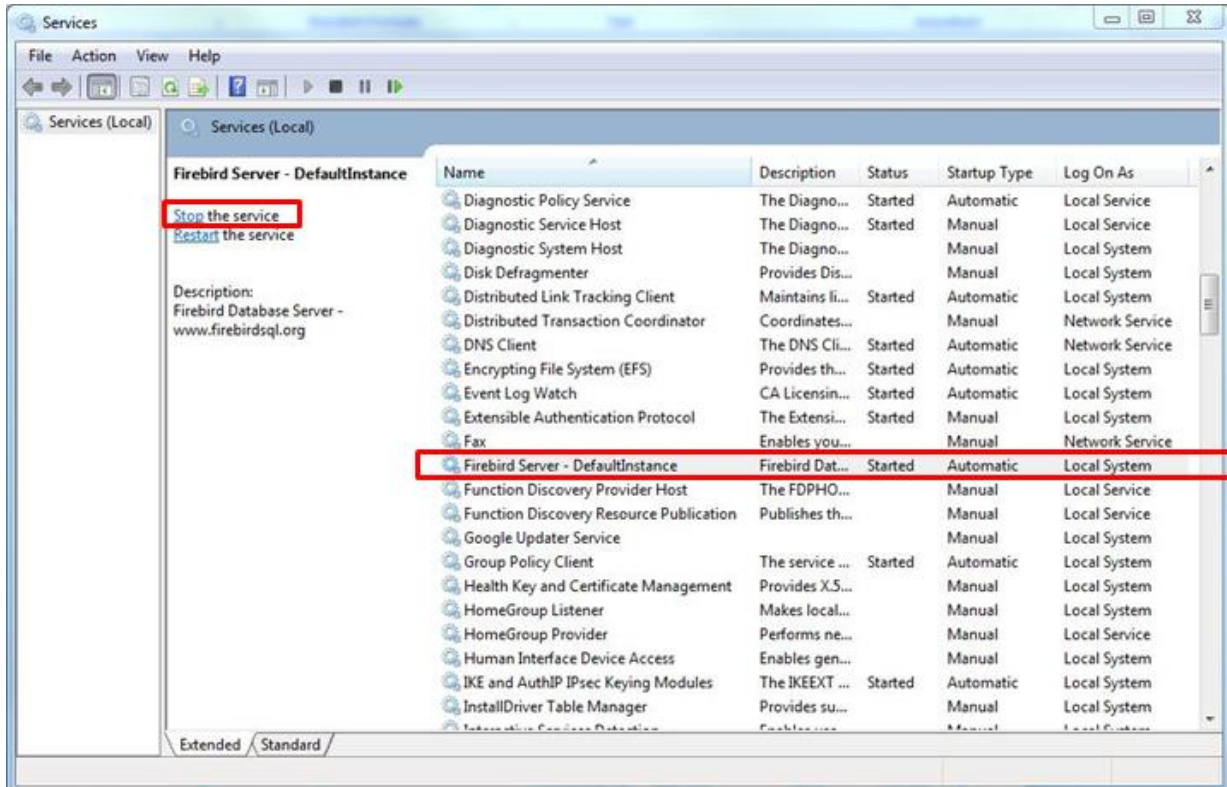 Services
File Action View Help
Services (Local)
Services (Local)
Firebird Server - DefaultInstance
Stop the service
Restart the service
Description:
Firebird Database Server -
www.firebirdsql.org
Name Description Status Startup Type Log On As
Diagnostic Policy Service The Diagno... Started Automatic Local Service
Diagnostic Service Host The Diagno... Started Manual Local Service
Diagnostic System Host The Diagno... Manual Local System
Disk Defragmenter Provides Dis... Manual Local System
Distributed Link Tracking Client Maintains li... Started Automatic Local System
Distributed Transaction Coordinator Coordinates... Manual Network Service
DNS Client The DNS Cli... Started Automatic Network Service
Encrypting File System (EFS) Provides th... Started Automatic Local System
Event Log Watch CA Licensin... Started Automatic Local System
Extensible Authentication Protocol The Extensi... Started Manual Local System
Fax Enables you... Manual Network Service
Firebird Server - DefaultInstance Firebird Dat... Started Automatic Local System
Function Discovery Provider Host The FDPHO... Manual Local Service
Function Discovery Resource Publication Publishes th... Manual Local Service
Google Updater Service Manual Local System
Group Policy Client The service ... Started Automatic Local System
Health Key and Certificate Management Provides X.5... Manual Local System
HomeGroup Listener Makes local... Manual Local System
HomeGroup Provider Performs ne... Manual Local Service
Human Interface Device Access Enables gen... Manual Local System
IKE and AuthIP IPsec Keying Modules The IKEEXT ... Started Automatic Local System
InstallDriver Table Manager Provides su... Manual Local System
Extended Standard